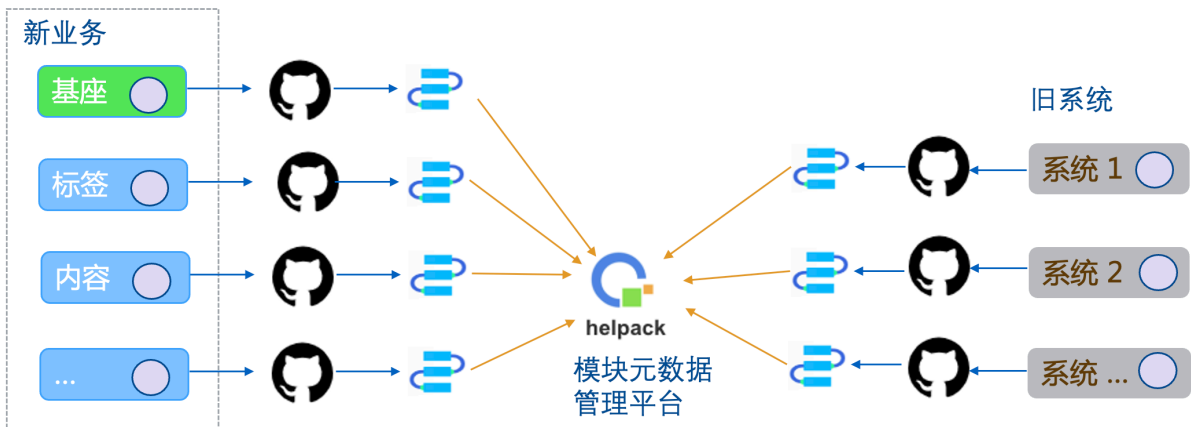 新业务
基座
标签
内容
...
helpack
模块元数据
管理平台
旧系统
系统 1
系统 2
系统 ...